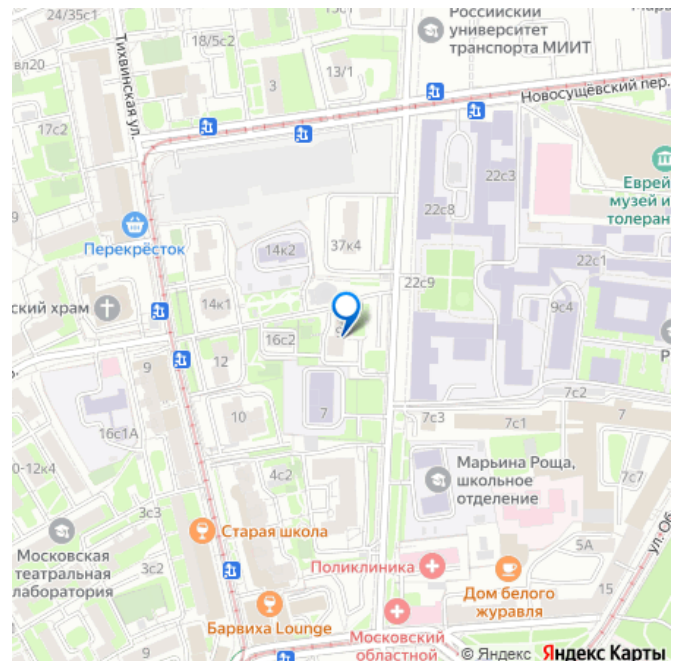 24/35с1
Российский
университет
транспорта МИИТ
18/5с2
вл20
13/1
3
Тихвинская ул.
Новосущёвский пер.
17с2
22с3
Еврей
музей и
толеран
22с8
9
Перекрёсток
37к4
14к2
22с1
22с9
ский храм
14к1
9с4
16с2
12
9
7с2
10
7
7с3
7с1
7
16с1А
Марьина Роща,
школьное
отделение
7с7
0-12к4
4с2
3с3
Старая школа
Московская
театральная
лаборатория
5А
ул. Об
3с2
Поликлиника
Дом белого
журавля
15
Барвиха Lounge
Московский
областной
9
© Яндекс Яндекс Карты